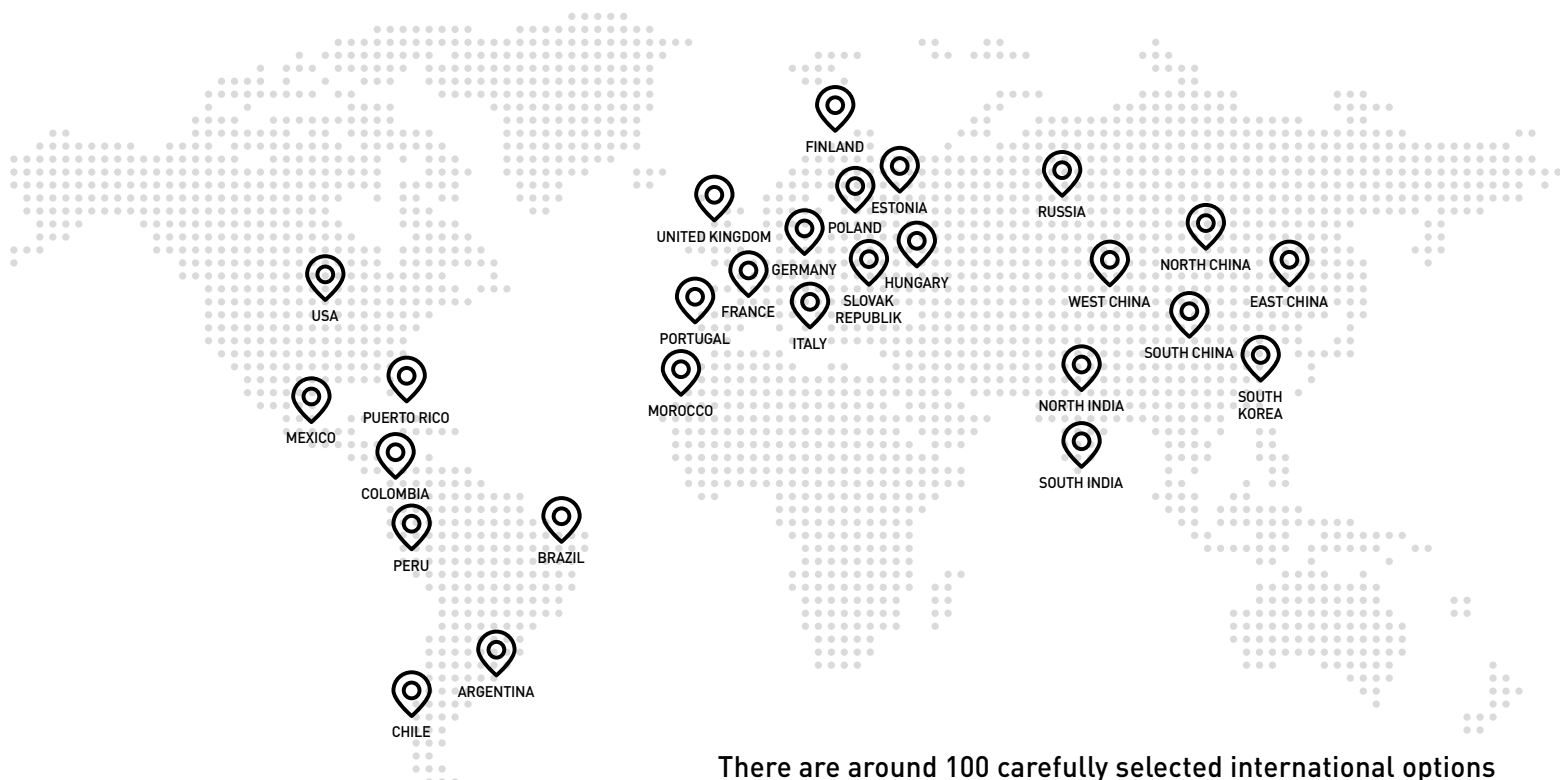 FINLAND
ESTONIA
RUSSIA
POLAND
UNITED KINGDOM
NORTH CHINA
GERMANY
HUNGARY
WEST CHINA
EAST CHINA
SLOVAK
REPUBLIK
FRANCE
USA
PORTUGAL
ITALY
SOUTH CHINA
SOUTH
KOREA
NORTH INDIA
MOROCCO
PUERTO RICO
MEXICO
SOUTH INDIA
COLOMBIA
BRAZIL
PERU
ARGENTINA
CHILE
There are around 100 carefully selected international options